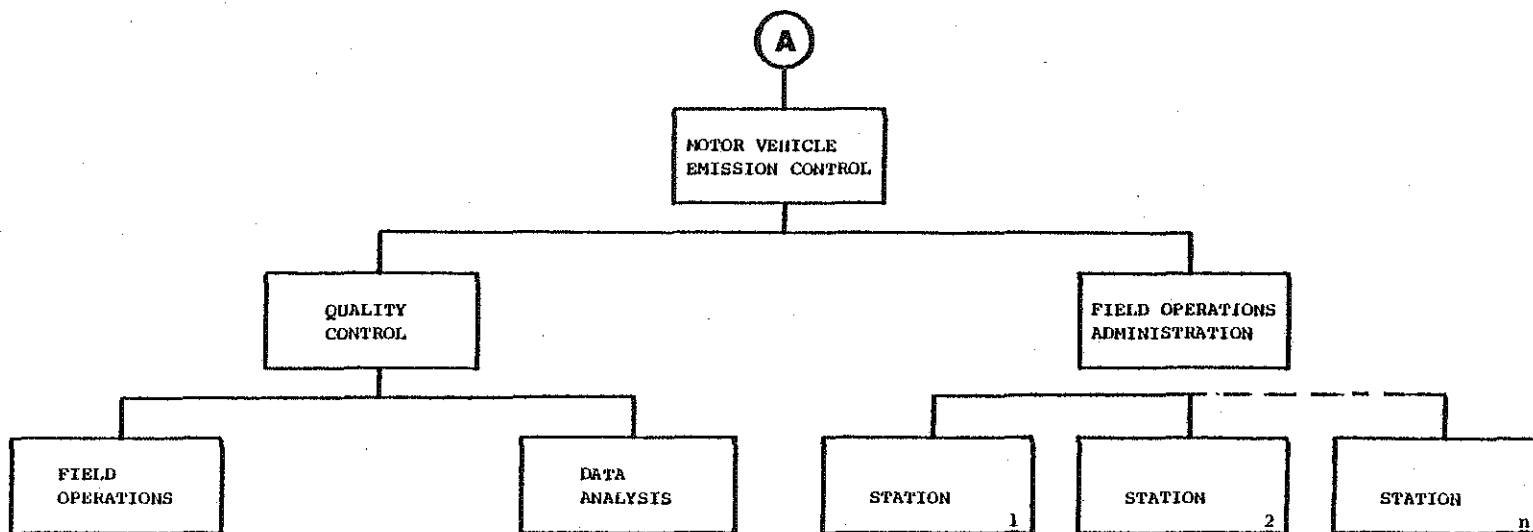 A
MOTOR VEHICLE
EMISSION CONTROL
QUALITY
CONTROL
FIELD OPERATIONS
ADMINISTRATION
FIELD
OPERATIONS
DATA
ANALYSIS
STATION
1
STATION
2
STATION
n